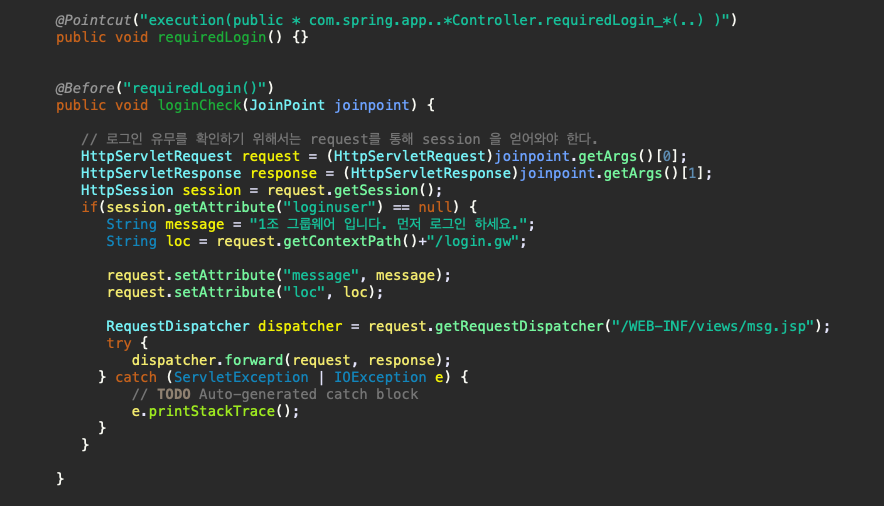 @Pointcut("execution(public * com.spring.app..*Controller.requiredLogin_*(..) )")
public void requiredLogin() {}
@Before("requiredLogin()")
public void loginCheck(JoinPoint joinpoint) {
// 로그인 유무를 확인하기 위해서는 request를 통해 session 을 얻어와야 한다.
HttpServletRequest request = (HttpServletRequest)joinpoint.getArgs()[0];
HttpServletResponse response = (HttpServletResponse)joinpoint.getArgs()[1];
HttpSession session = request.getSession();
if(session.getAttribute("loginuser") == null) {
String message = "1조 그룹웨어 입니다. 먼저 로그인 하세요.";
String loc = request.getContextPath()+"/login.gw";
request.setAttribute("message", message);
request.setAttribute("loc", loc);
RequestDispatcher dispatcher = request.getRequestDispatcher("/WEB-INF/views/msg.jsp");
try {
dispatcher.forward(request, response);
} catch (ServletException | IOException e) {
// TODO Auto-generated catch block
e.printStackTrace();
}
}
}